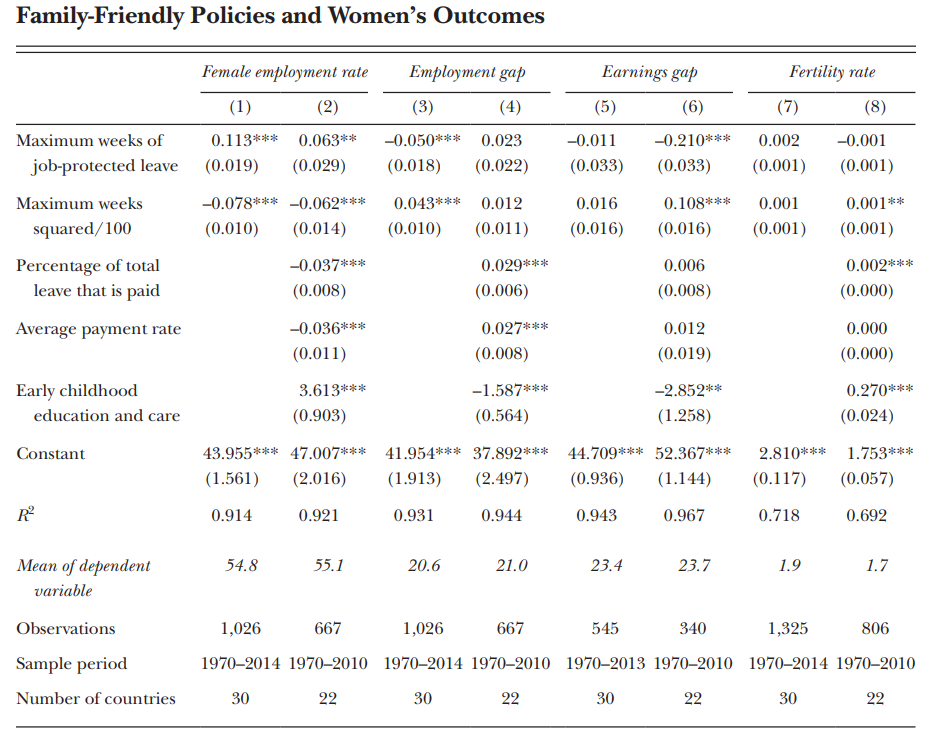 Family-Friendly Policies and Women’s Outcomes
Female employment rate Employment gap Earnings gap Fertility rate
(1) (2) (3) (4) (5) (6) (7) (8)
Maximum weeks of 0.113*** 0.063** –0.050*** 0.023 –0.011 –0.210*** 0.002 –0.001
job-protected leave (0.019) (0.029) (0.018) (0.022) (0.033) (0.033) (0.001) (0.001)
Maximum weeks –0.078*** –0.062*** 0.043*** 0.012 0.016 0.108*** 0.001 0.001**
squared/100 (0.010) (0.014) (0.010) (0.011) (0.016) (0.016) (0.001) (0.001)
Percentage of total –0.037*** 0.029*** 0.006 0.002***
leave that is paid (0.008) (0.006) (0.008) (0.000)
Average payment rate –0.036*** 0.027*** 0.012 0.000
(0.011) (0.008) (0.019) (0.000)
Early childhood 3.613*** –1.587*** –2.852** 0.270***
education and care (0.903) (0.564) (1.258) (0.024)
Constant 43.955*** 47.007*** 41.954*** 37.892*** 44.709*** 52.367*** 2.810*** 1.753***
(1.561) (2.016) (1.913) (2.497) (0.936) (1.144) (0.117) (0.057)
R² 0.914 0.921 0.931 0.944 0.943 0.967 0.718 0.692
Mean of dependent 54.8 55.1 20.6 21.0 23.4 23.7 1.9 1.7
variable
Observations 1,026 667 1,026 667 545 340 1,325 806
Sample period 1970–2014 1970–2010 1970–2014 1970–2010 1970–2013 1970–2010 1970–2014 1970–2010
Number of countries 30 22 30 22 30 22 30 22